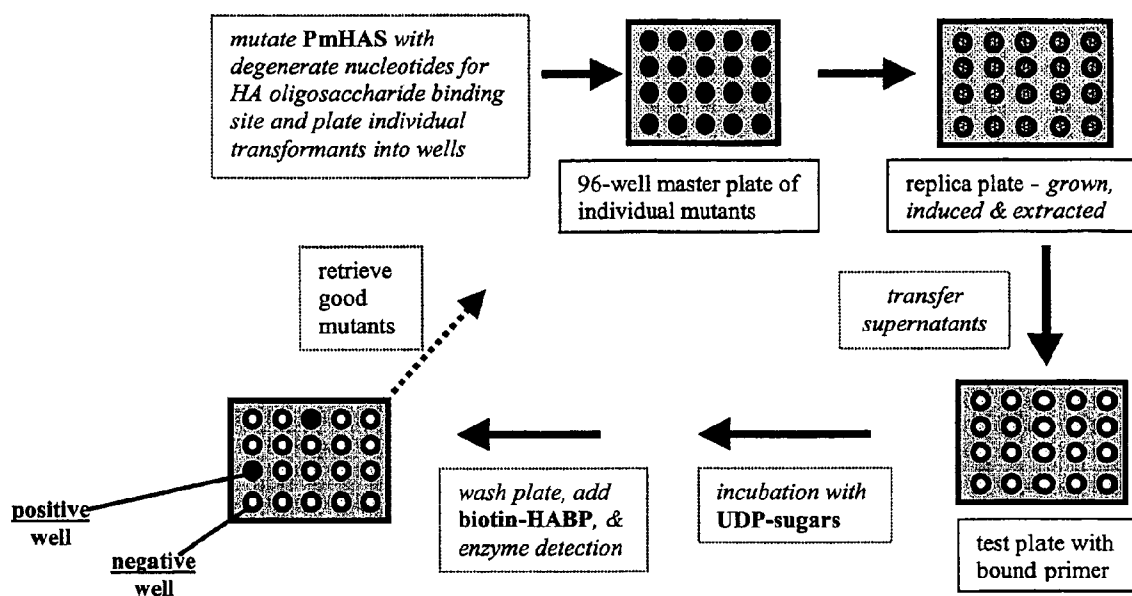 mutate PmHAS with
degenerate nucleotides for
HA oligosaccharide binding
site and plate individual
transformants into wells
96-well master plate of
individual mutants
replica plate - grown,
induced & extracted
transfer
supernatants
test plate with
bound primer
incubation with
UDP-sugars
wash plate, add
biotin-HABP, &
enzyme detection
retrieve
good
mutants
positive
well
negative
well